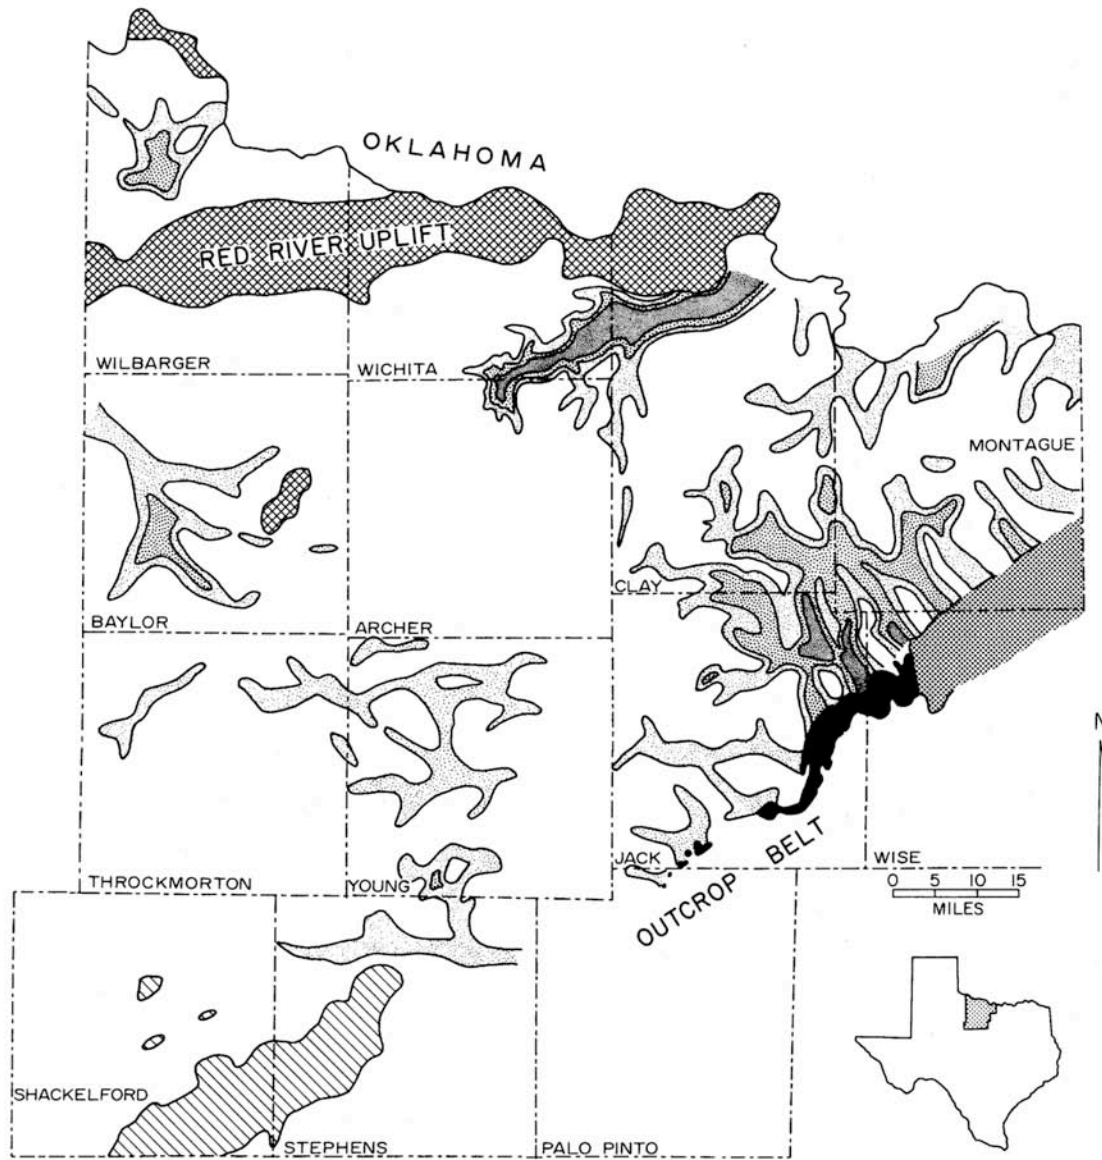 OKLAHOMA
RED RIVER UPLIFT
WILBARGER
WICHITA
MONTAGUE
CLAY
BAYLOR
ARCHER
N
JACK
BELT
WISE
THROCKMORTON
YOUNG
OUTCROP
0 5 10 15
MILES
SHACKELFORD
STEPHENS
PALO PINTO